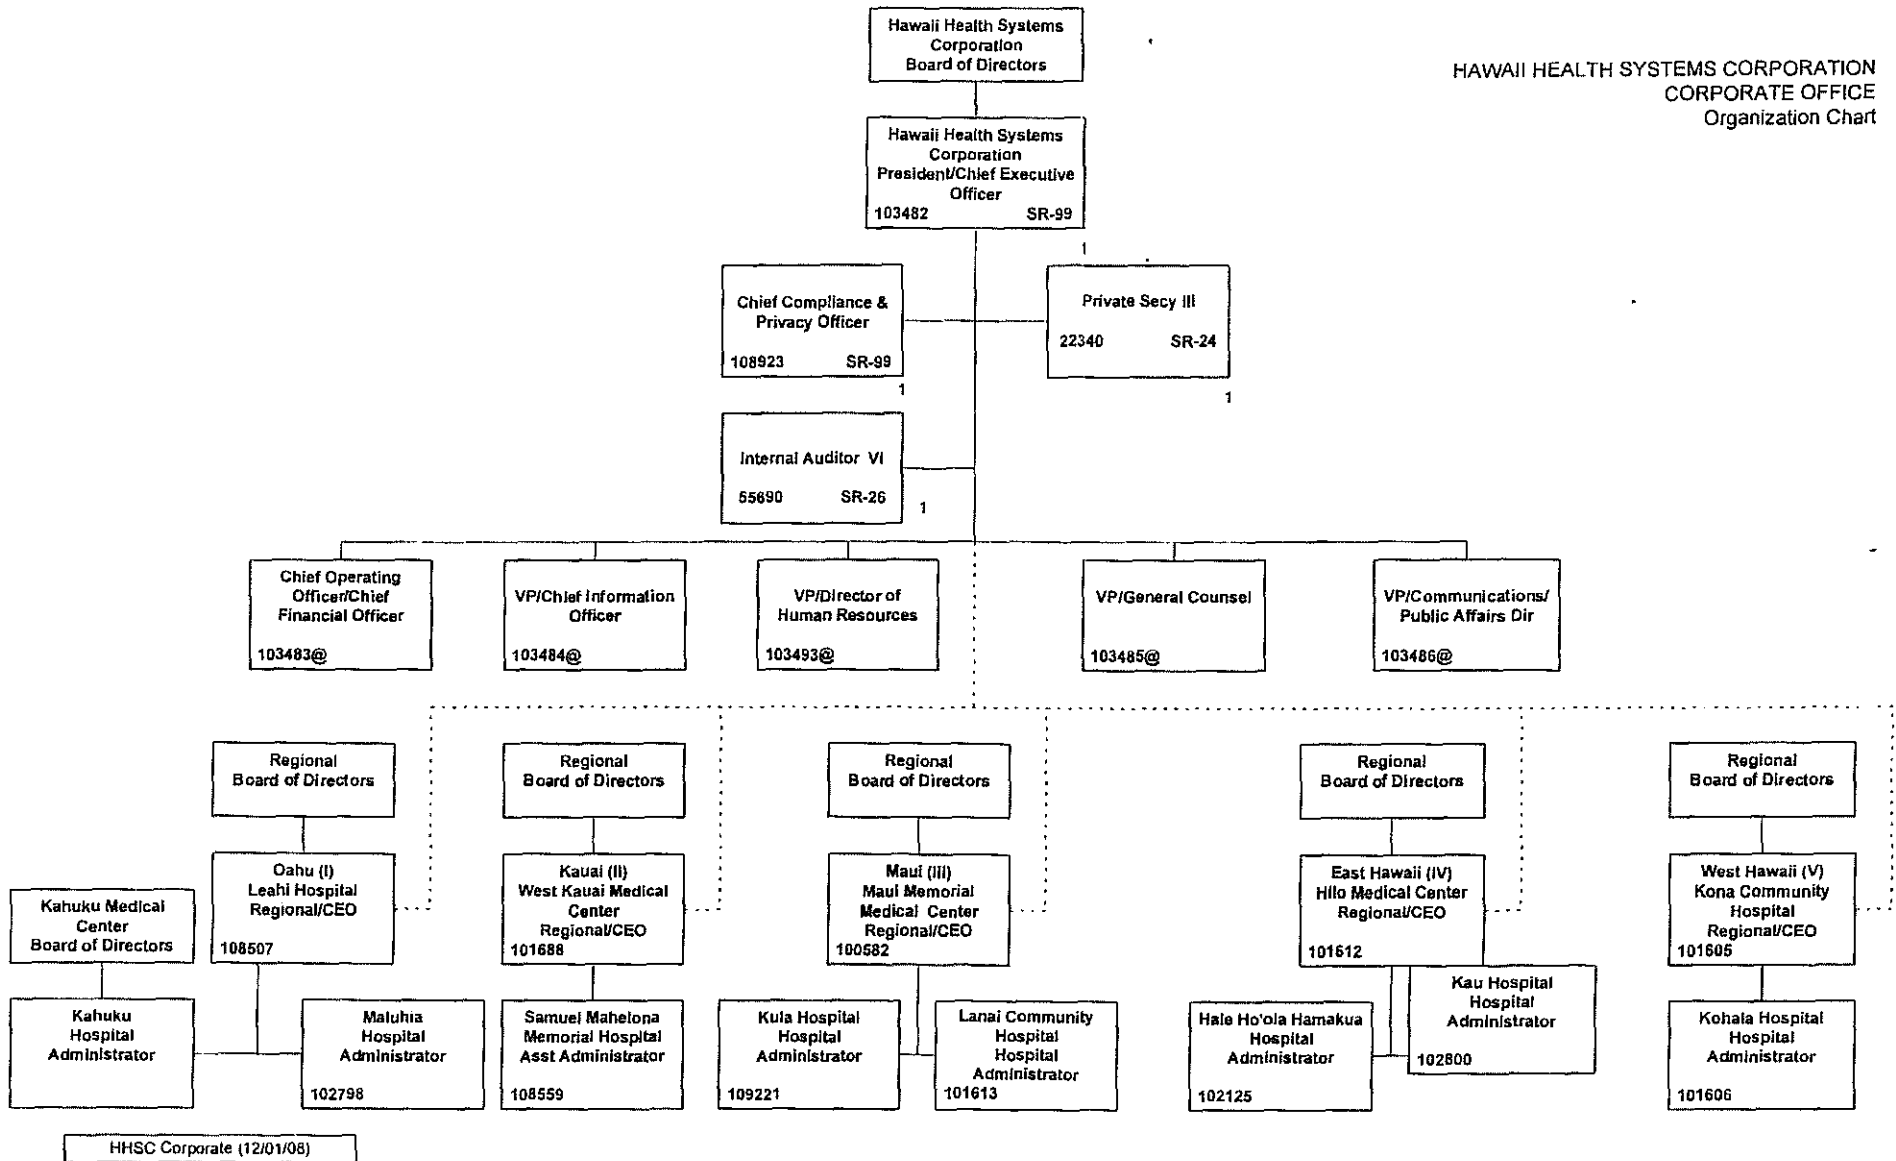 Hawaii Health Systems
Corporation
Board of Directors
HAWAII HEALTH SYSTEMS CORPORATION
CORPORATE OFFICE
Organization Chart
Hawaii Health Systems
Corporation
President/Chief Executive
Officer
103482 SR-99
1
Chief Compliance &
Privacy Officer
108923 SR-99
1
Private Secy III
22340 SR-24
1
Internal Auditor VI
55690 SR-26
1
Chief Operating
Officer/Chief
Financial Officer
103483@
VP/Chief Information
Officer
103484@
VP/Director of
Human Resources
103493@
VP/General Counsel
103485@
VP/Communications/
Public Affairs Dir
103486@
Regional
Board of Directors
Regional
Board of Directors
Regional
Board of Directors
Regional
Board of Directors
Regional
Board of Directors
Kahuku Medical
Center
Board of Directors
Oahu (I)
Leahi Hospital
Regional/CEO
108507
Kauai (II)
West Kauai Medical
Center
Regional/CEO
101688
Maui (III)
Maui Memorial
Medical Center
Regional/CEO
100582
East Hawaii (IV)
Hilo Medical Center
Regional/CEO
101612
West Hawaii (V)
Kona Community
Hospital
Regional/CEO
101605
Kahuku
Hospital
Administrator
Maluhia
Hospital
Administrator
102798
Samuel Mahelona
Memorial Hospital
Asst Administrator
108559
Kula Hospital
Hospital
Administrator
109221
Lanai Community
Hospital
Hospital
Administrator
101613
Hale Ho'ola Hamakua
Hospital
Administrator
102125
Kau Hospital
Hospital
Administrator
102800
Kohala Hospital
Hospital
Administrator
101606
HHSC Corporate (12/01/08)